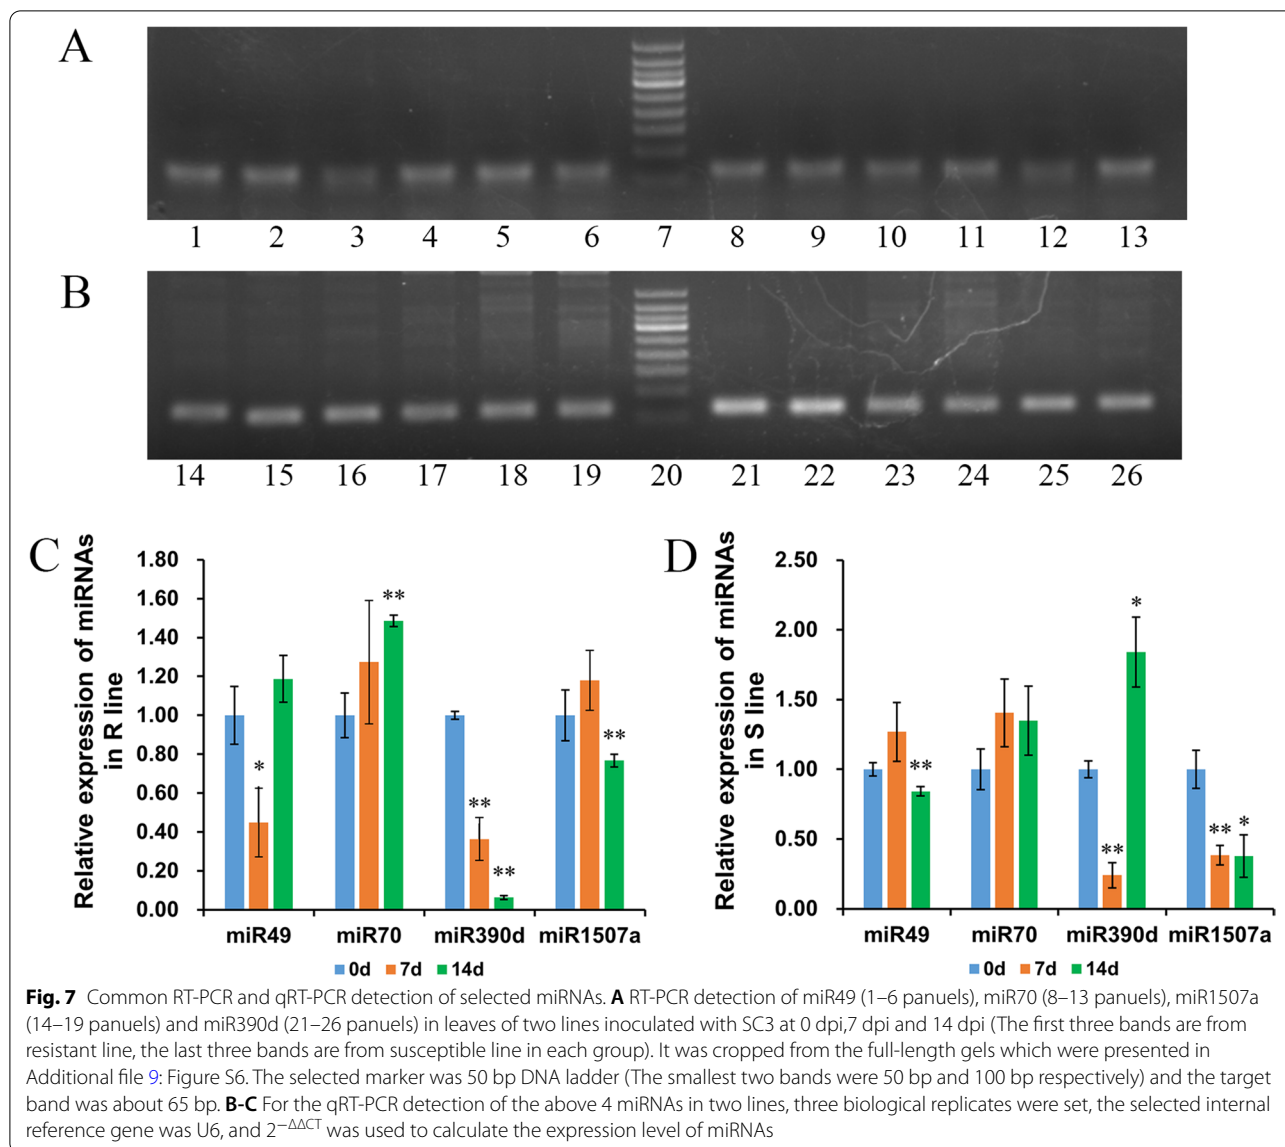 A
1 2 3 4 5 6 7 8 9 10 11 12 13
B
14 15 16 17 18 19 20 21 22 23 24 25 26
C
Relative expression of miRNAs
in R line
1.80
1.60
1.40
1.20
1.00
0.80
0.60
0.40
0.20
0.00
*
**
**
**
**
miR49 miR70 miR390d miR1507a
0d 7d 14d
D
Relative expression of miRNAs
in S line
2.50
2.00
1.50
1.00
0.50
0.00
**
**
*
**
*
miR49 miR70 miR390d miR1507a
0d 7d 14d
Fig. 7 Common RT-PCR and qRT-PCR detection of selected miRNAs. A RT-PCR detection of miR49 (1–6 panuels), miR70 (8–13 panuels), miR1507a
(14–19 panuels) and miR390d (21–26 panuels) in leaves of two lines inoculated with SC3 at 0 dpi,7 dpi and 14 dpi (The first three bands are from
resistant line, the last three bands are from susceptible line in each group). It was cropped from the full-length gels which were presented in
Additional file 9: Figure S6. The selected marker was 50 bp DNA ladder (The smallest two bands were 50 bp and 100 bp respectively) and the target
band was about 65 bp. B-C For the qRT-PCR detection of the above 4 miRNAs in two lines, three biological replicates were set, the selected internal
reference gene was U6, and 2−ΔΔCT was used to calculate the expression level of miRNAs